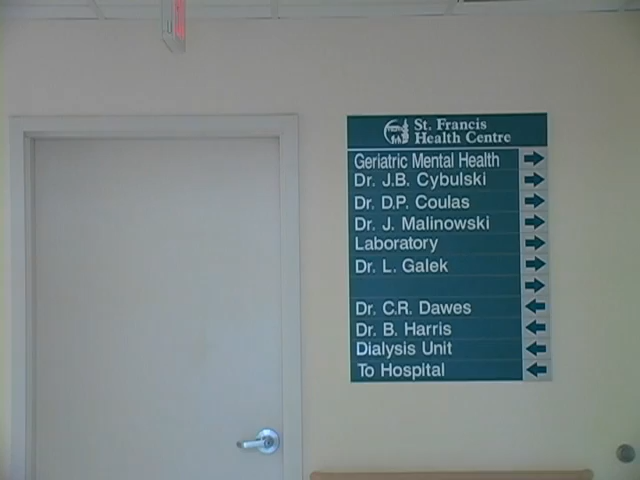 St. Francis
Health Centre
Geriatric Mental Health
Dr. J.B. Cybulski
Dr. D.P. Coulas
Dr. J. Malinowski
Laboratory
Dr. L. Galek
Dr. C.R. Dawes
Dr. B. Harris
Dialysis Unit
To Hospital